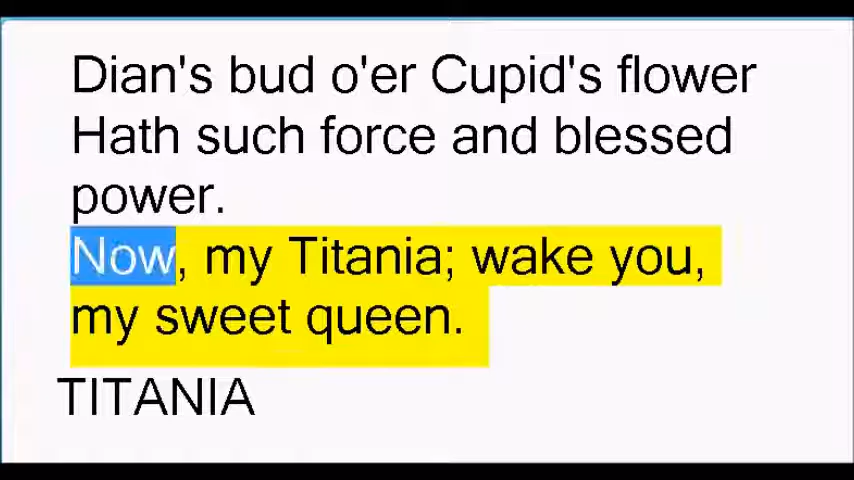 Dian's bud o'er Cupid's flower
Hath such force and blessed
power.
Now, my Titania; wake you,
my sweet queen.
TITANIA